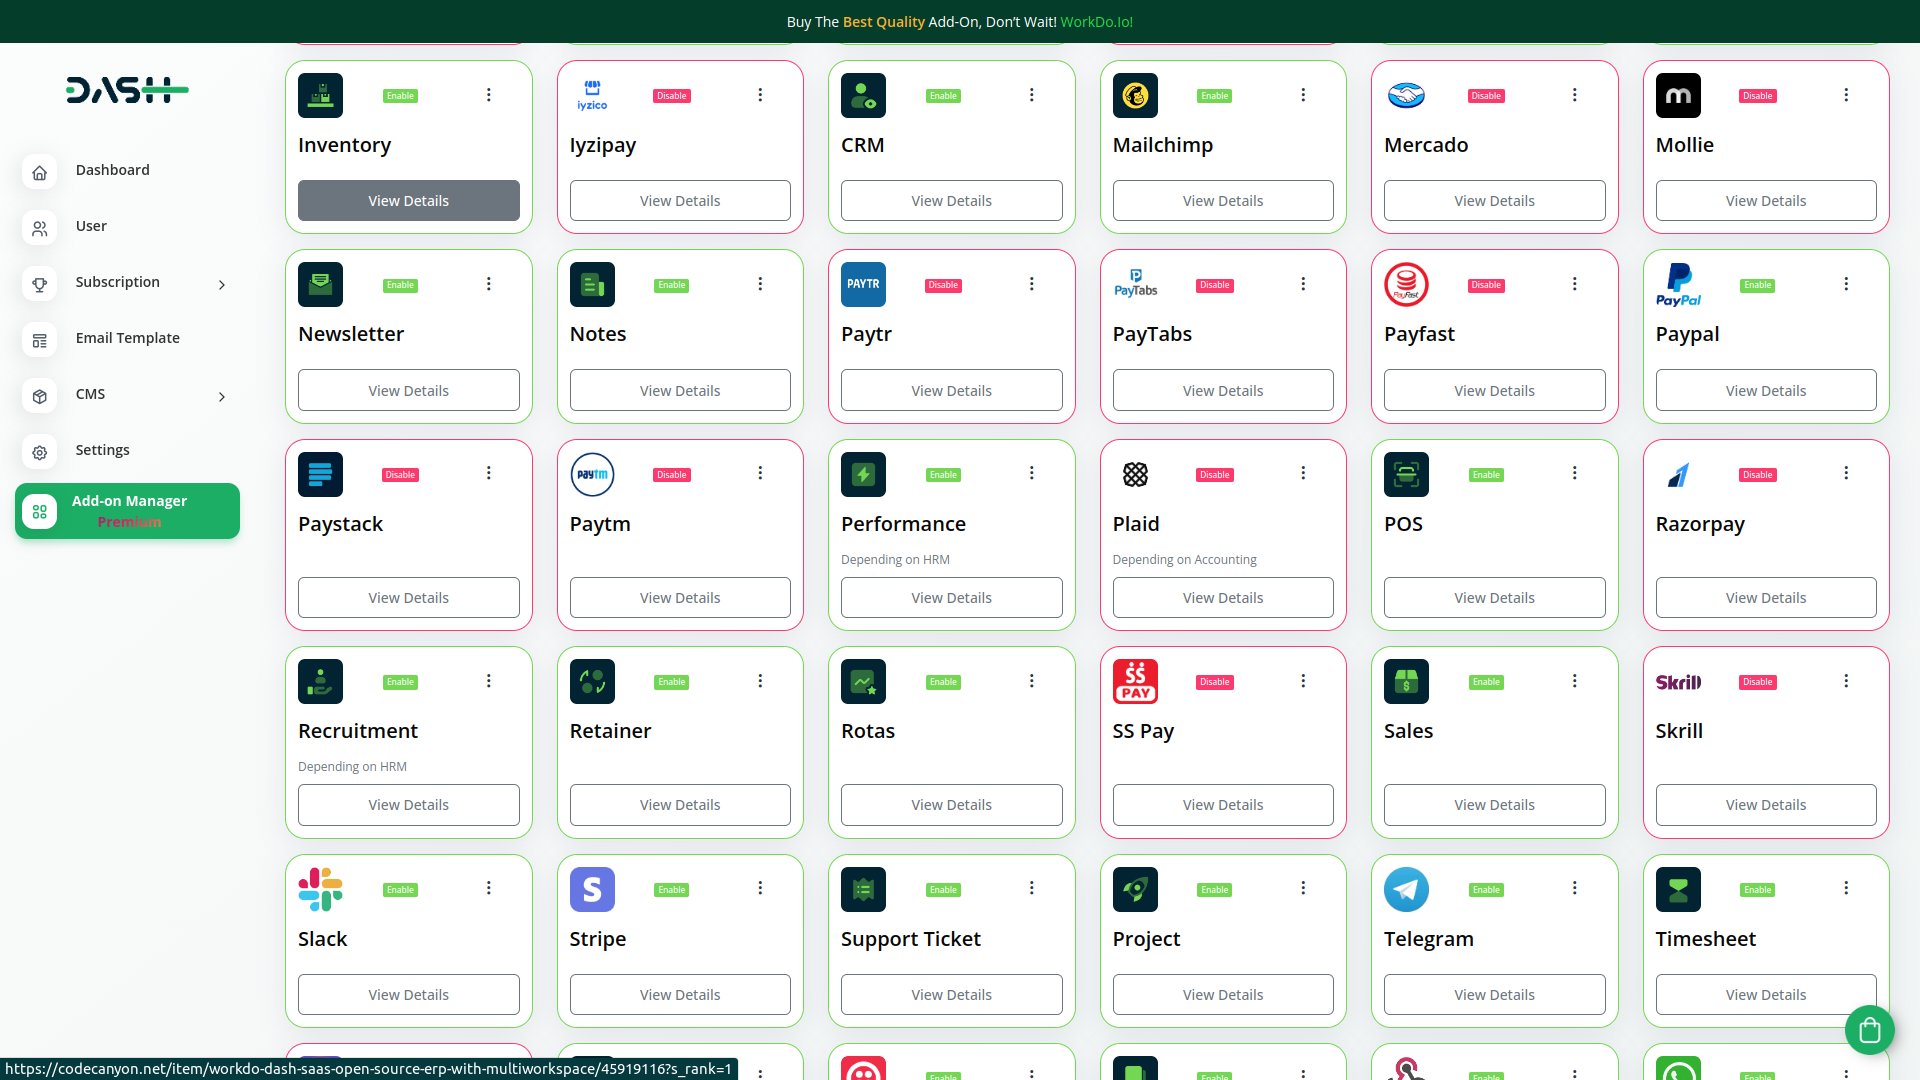 Buy The Best Quality Add-On, Don't Wait! WorkDo.Io!
DASH
Dashboard
User
Subscription
Email Template
CMS
Settings
Add-on Manager
Premium
Enable
iyzico
Disable
Enable
Enable
Disable
m
Disable
Inventory
Iyzipay
CRM
Mailchimp
Mercado
Mollie
View Details
View Details
View Details
View Details
View Details
View Details
Enable
Enable
PAYTR
Disable
PayTabs
Disable
PayFast
Disable
PayPal
Enable
Newsletter
Notes
Paytr
PayTabs
Payfast
Paypal
View Details
View Details
View Details
View Details
View Details
View Details
Disable
paytm
Disable
Enable
Disable
Enable
Disable
Paystack
Paytm
Performance
Plaid
POS
Razorpay
Depending on HRM
Depending on Accounting
View Details
View Details
View Details
View Details
View Details
View Details
Enable
Enable
Enable
SS
PAY
Disable
$
Enable
Skrill
Disable
Recruitment
Retainer
Rotas
SS Pay
Sales
Skrill
Depending on HRM
View Details
View Details
View Details
View Details
View Details
View Details
Enable
S
Enable
Enable
Enable
Enable
Enable
Slack
Stripe
Support Ticket
Project
Telegram
Timesheet
View Details
View Details
View Details
View Details
View Details
View Details
Enable
Enable
Enable
Enable
https://codecanyon.net/item/workdo-dash-saas-open-source-erp-with-multiworkspace/45919116?s_rank=1